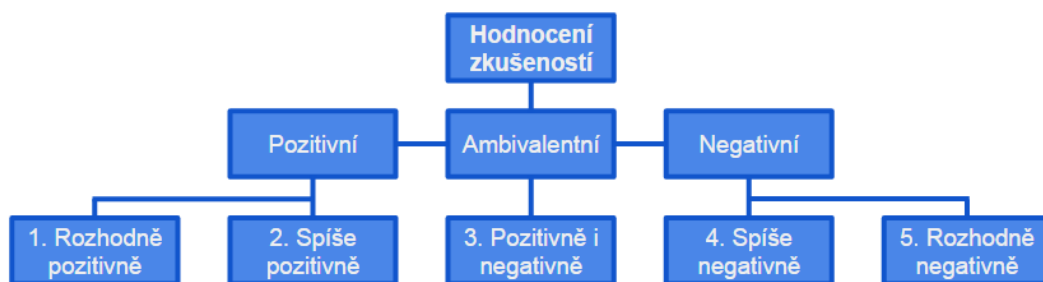 Hodnocení
zkušeností
Pozitivní
Ambivalentní
Negativní
1. Rozhodně
pozitivně
2. Spíše
pozitivně
3. Pozitivně i
negativně
4. Spíše
negativně
5. Rozhodně
negativně